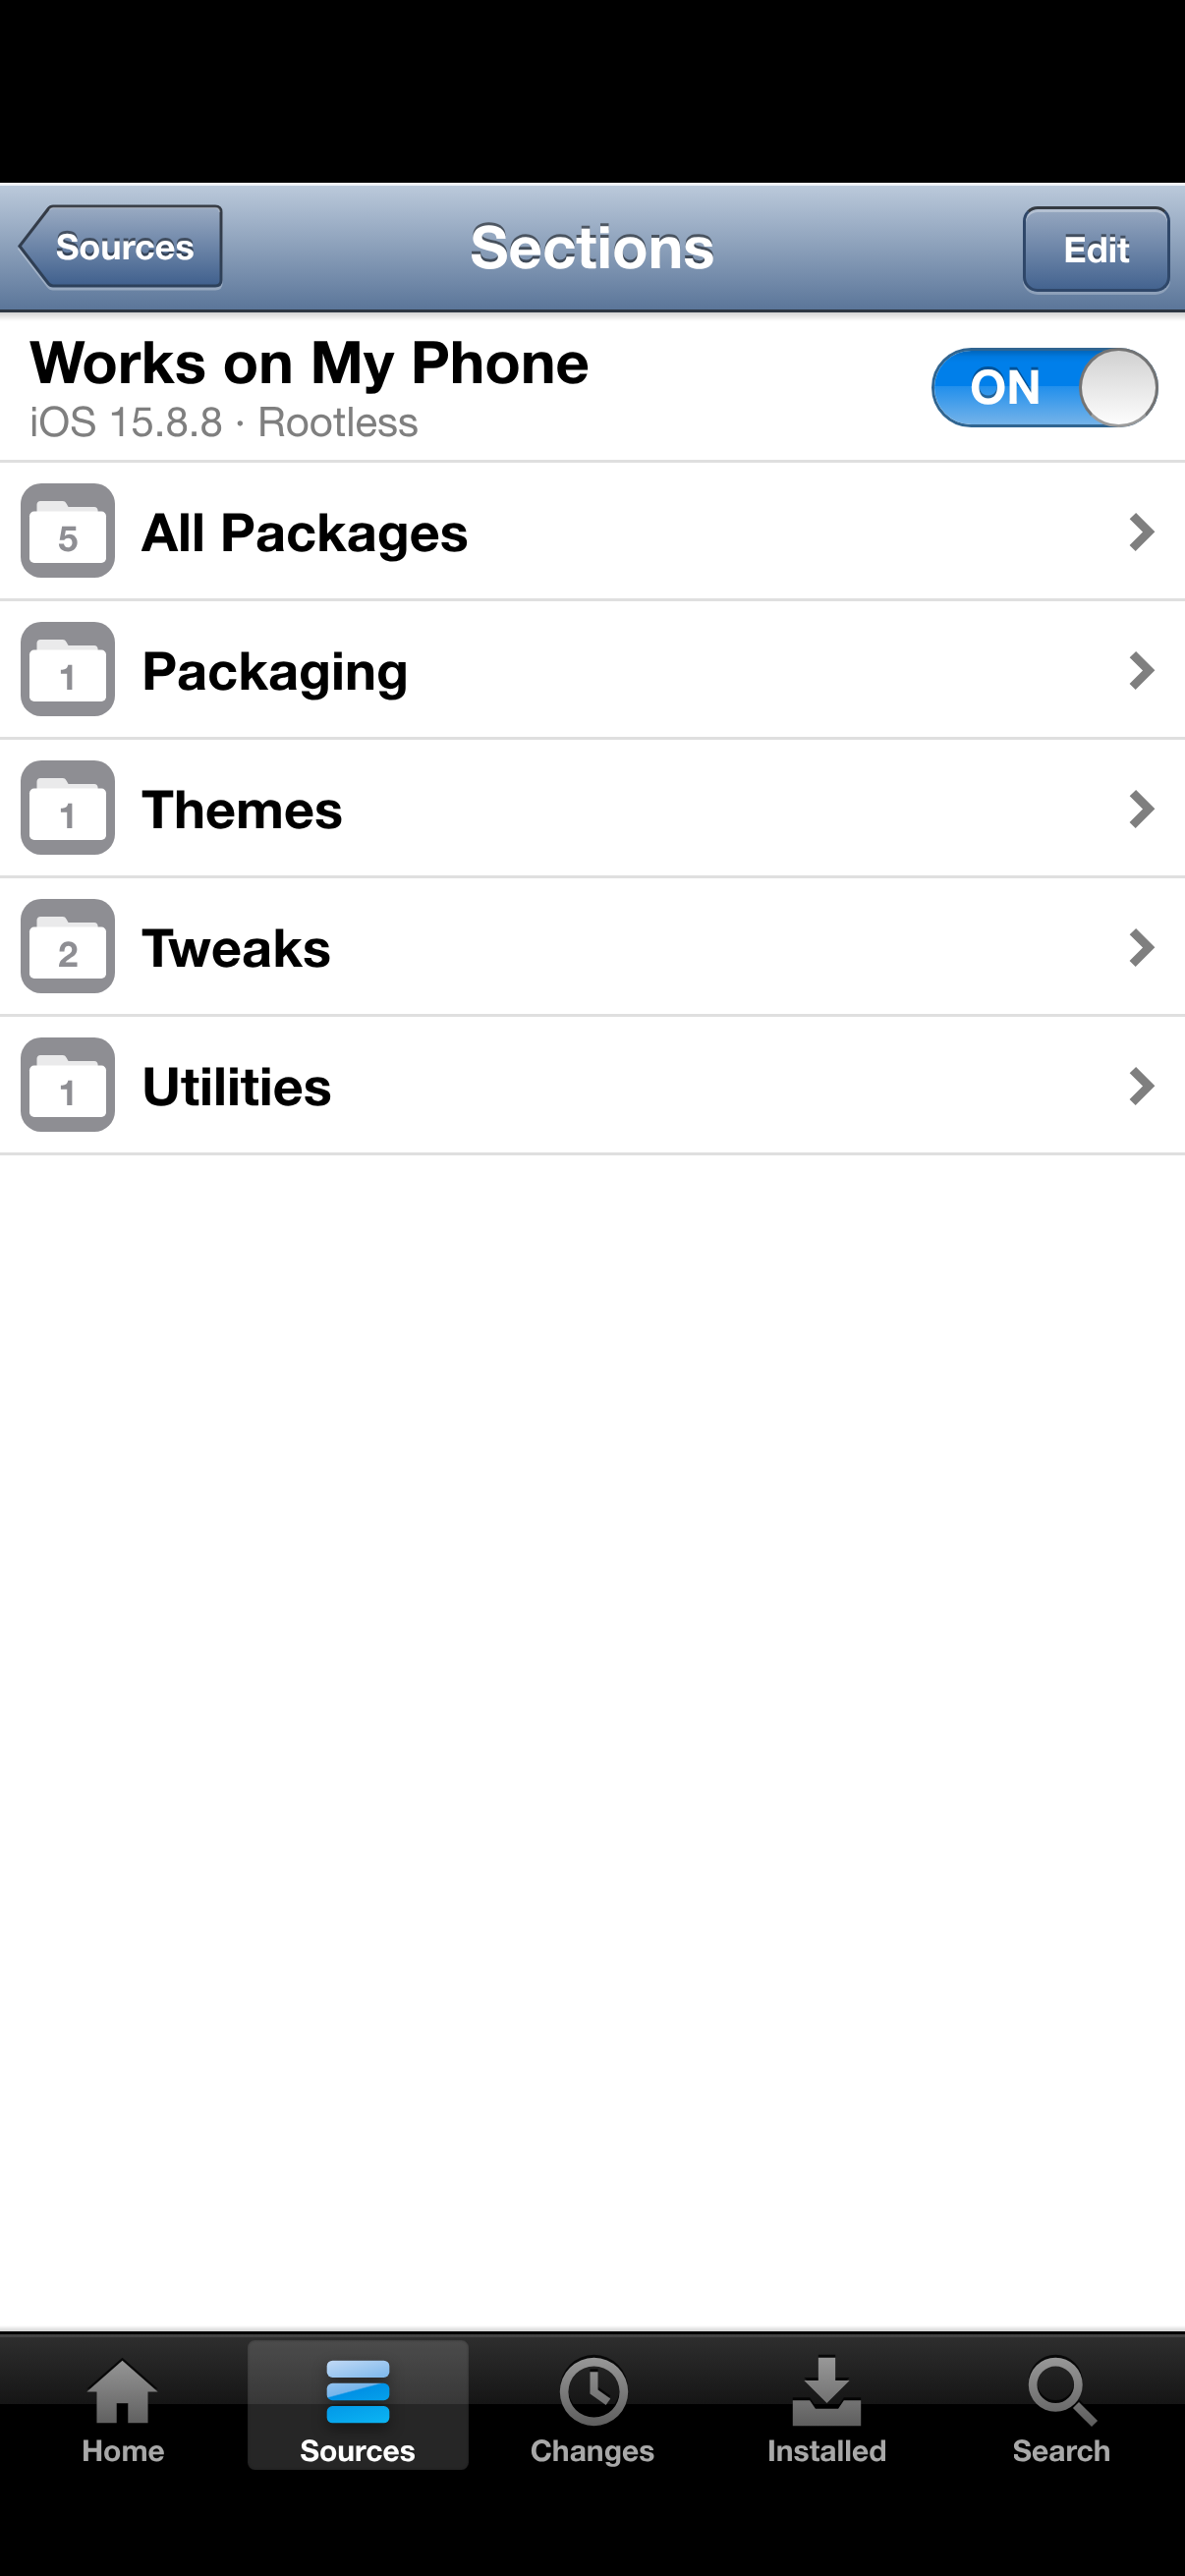 Sources
Sections
Edit
Works on My Phone
ON
iOS 15.8.8 · Rootless
5
All Packages
1
Packaging
1
Themes
2
Tweaks
1
Utilities
Home
Sources
Changes
Installed
Search